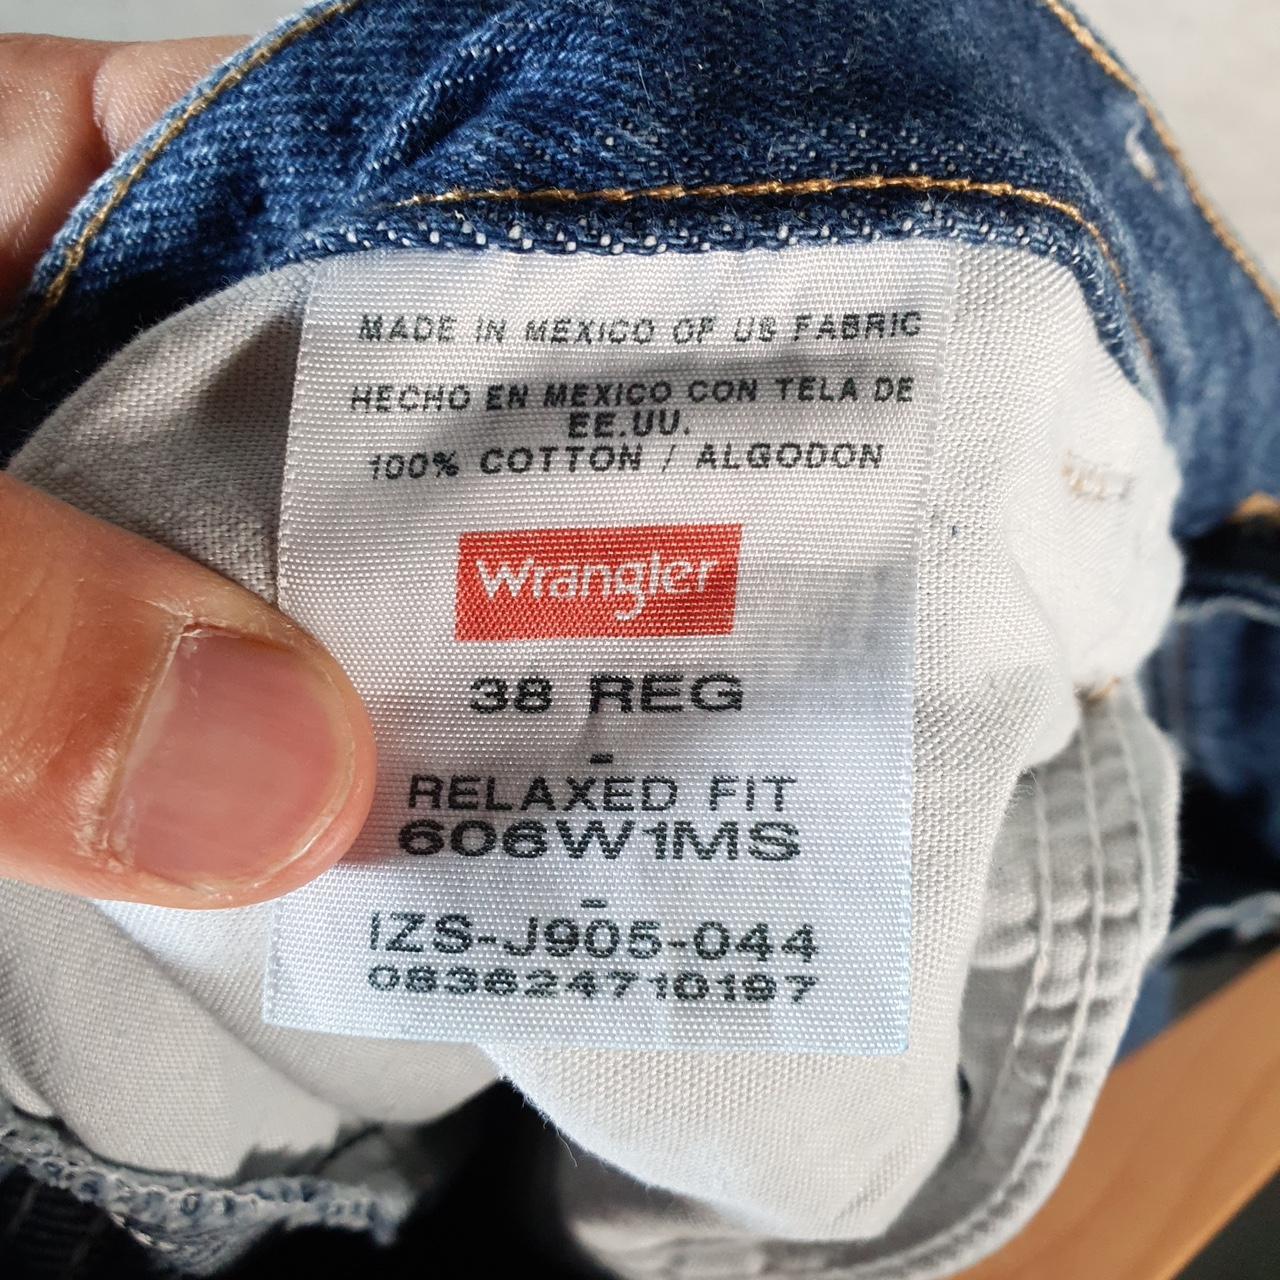 MADE IN MEXICO OF US FABRIC
HECHO EN MEXICO CON TELA DE
EE.UU.
100% COTTON / ALGODON
Wrangler
38 REG
-
RELAXED FIT
606W1MS
-
IZS-J905-044
083624710197